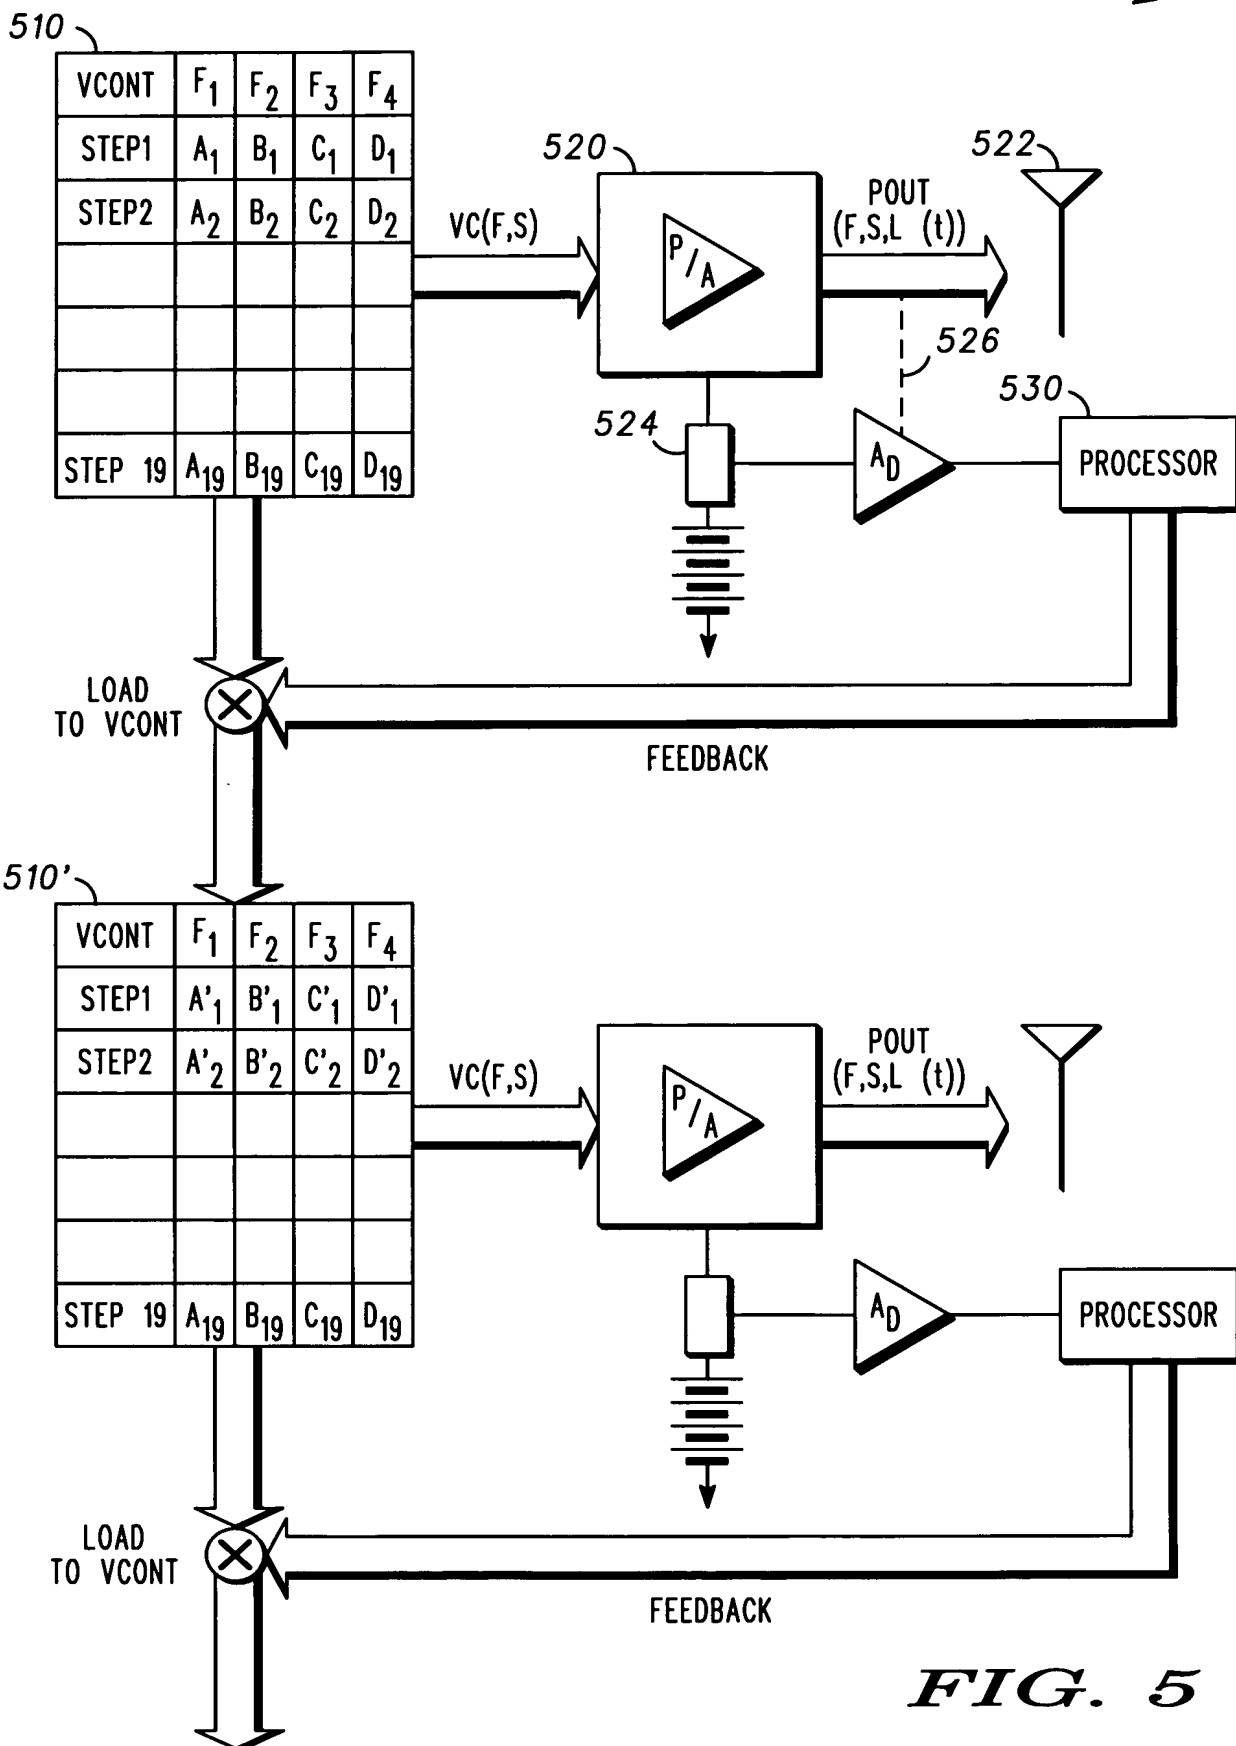 510
VCONT F1 F2 F3 F4
STEP1 A1 B1 C1 D1
STEP2 A2 B2 C2 D2
STEP 19 A19 B19 C19 D19
VC(F,S)
520
P/A
POUT
(F,S,L (t))
522
526
524
AD
530
PROCESSOR
LOAD
TO VCONT
FEEDBACK
510'
VCONT F1 F2 F3 F4
STEP1 A'1 B'1 C'1 D'1
STEP2 A'2 B'2 C'2 D'2
STEP 19 A19 B19 C19 D19
VC(F,S)
P/A
POUT
(F,S,L (t))
AD
PROCESSOR
LOAD
TO VCONT
FEEDBACK
FIG. 5